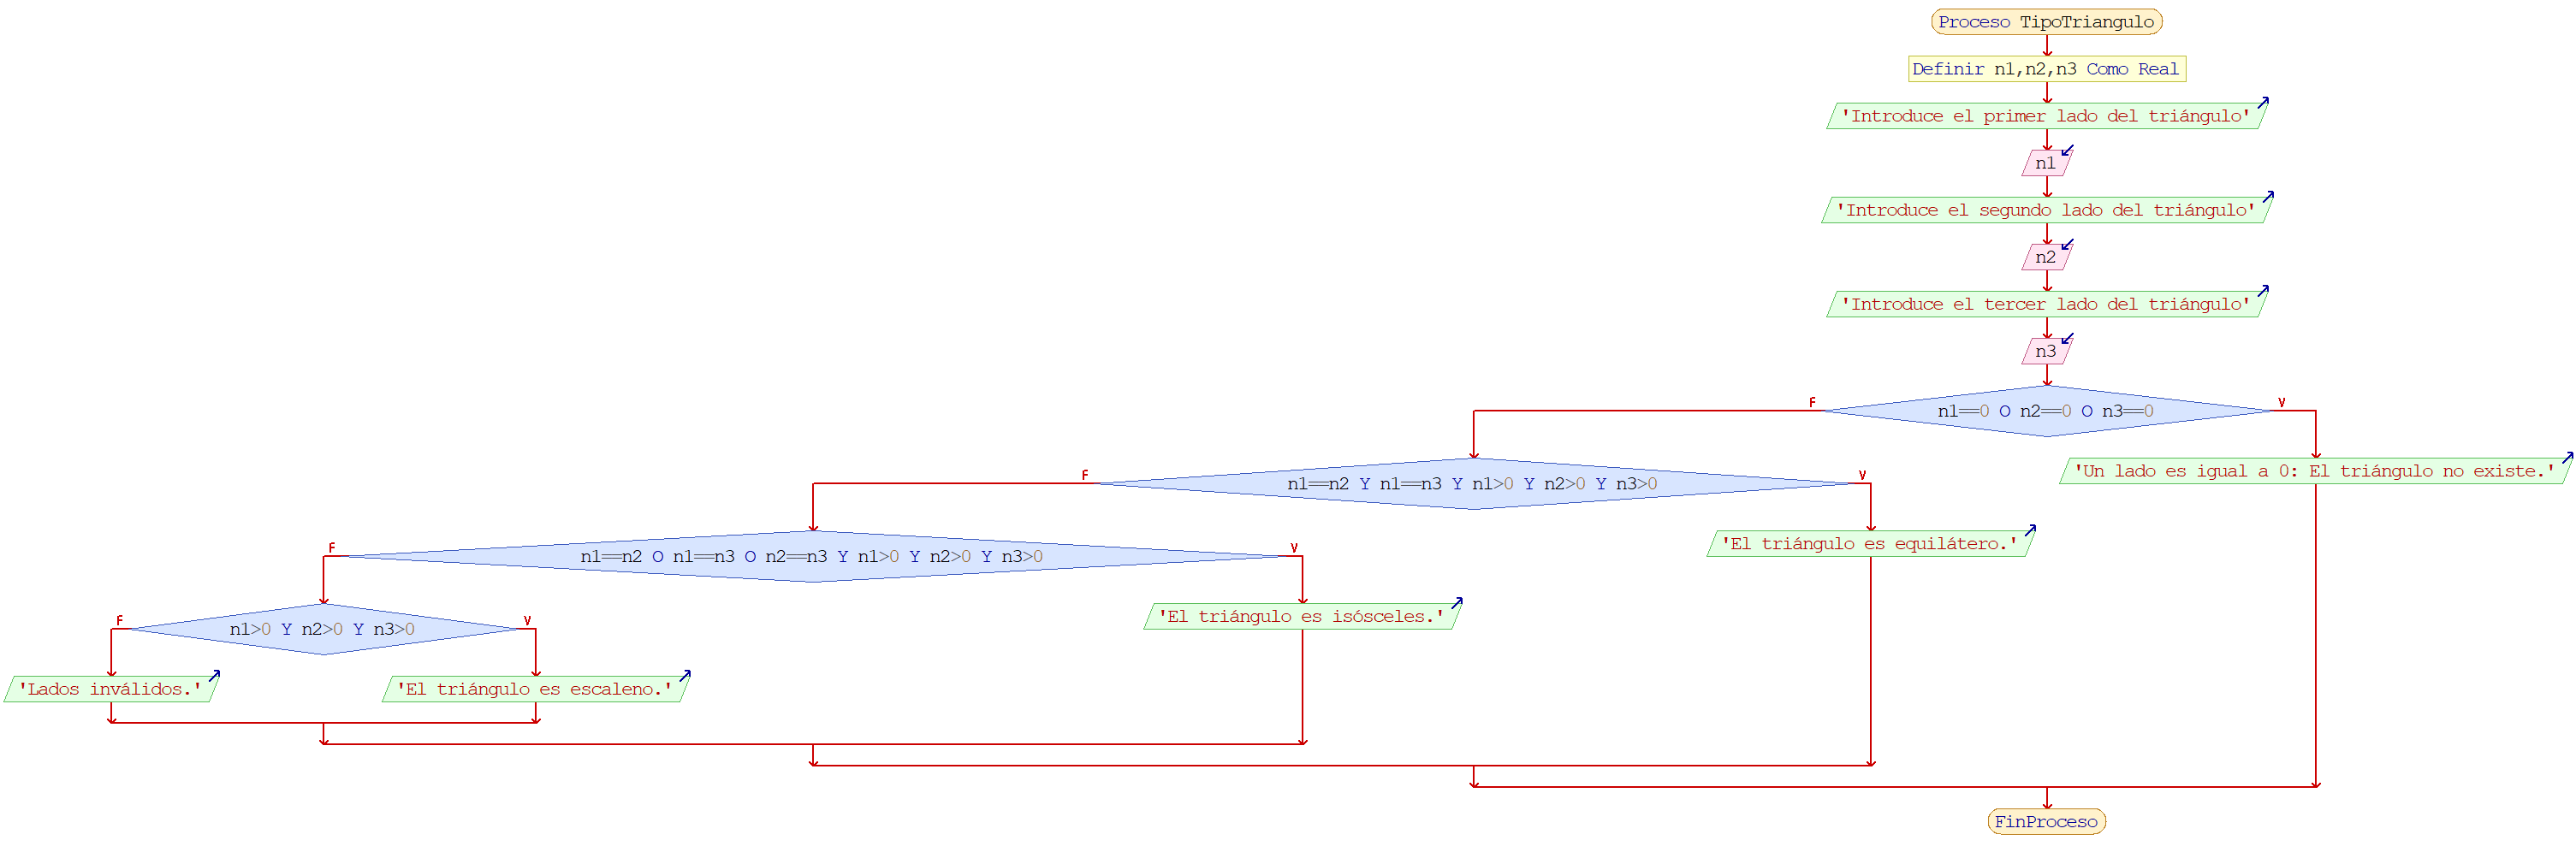 Proceso TipoTriangulo
Definir n1,n2,n3 Como Real
'Introduce el primer lado del triángulo'
n1
'Introduce el segundo lado del triángulo'
n2
'Introduce el tercer lado del triángulo'
n3
F
n1==0 O n2==0 O n3==0
V
F
n1==n2 Y n1==n3 Y n1>0 Y n2>0 Y n3>0
V
'Un lado es igual a 0: El triángulo no existe.'
F
n1==n2 O n1==n3 O n2==n3 Y n1>0 Y n2>0 Y n3>0
V
'El triángulo es equilátero.'
F
n1>0 Y n2>0 Y n3>0
V
'El triángulo es isósceles.'
'Lados inválidos.'
'El triángulo es escaleno.'
FinProceso